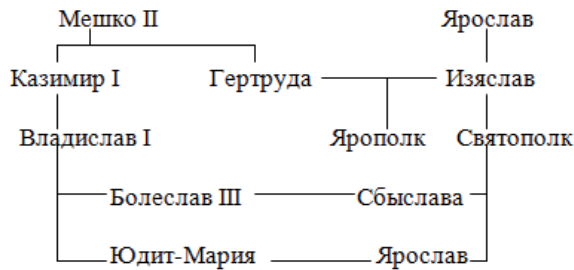 Мешко II Ярослав
Казимир I Гертруда Изяслав
Владислав I Ярополк Святополк
Болеслав III Сбыслава
Юдит-Мария Ярослав